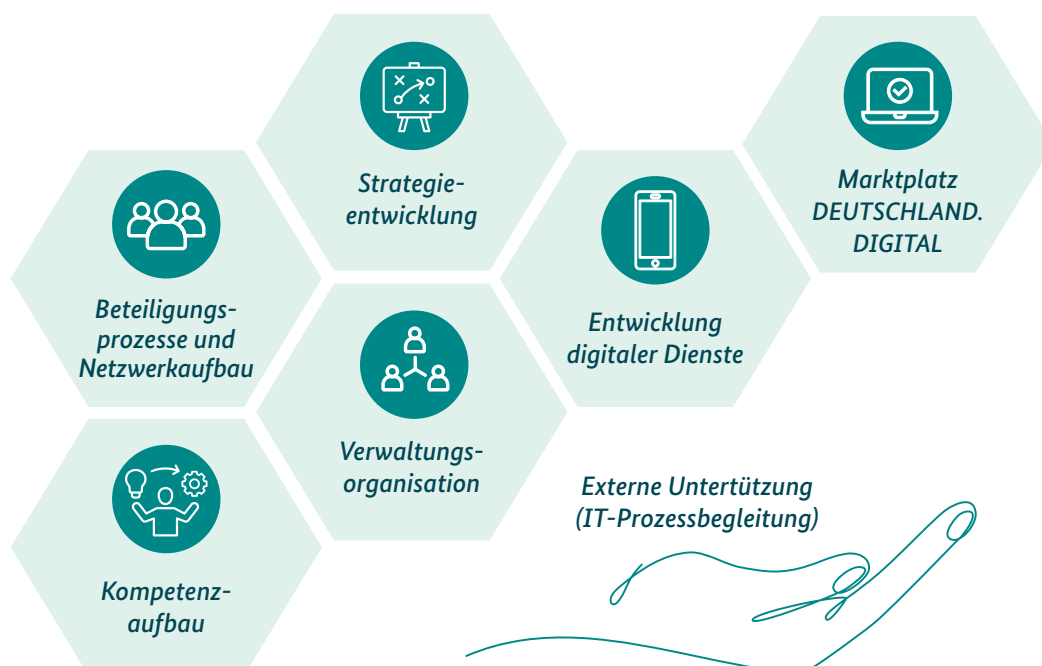 Strategie-
entwicklung
Marktplatz
DEUTSCHLAND.
DIGITAL
Beteiligungs-
prozesse und
Netzwerkaufbau
Entwicklung
digitaler Dienste
Verwaltungs-
organisation
Externe Untertützung
(IT-Prozessbegleitung)
Kompetenz-
aufbau